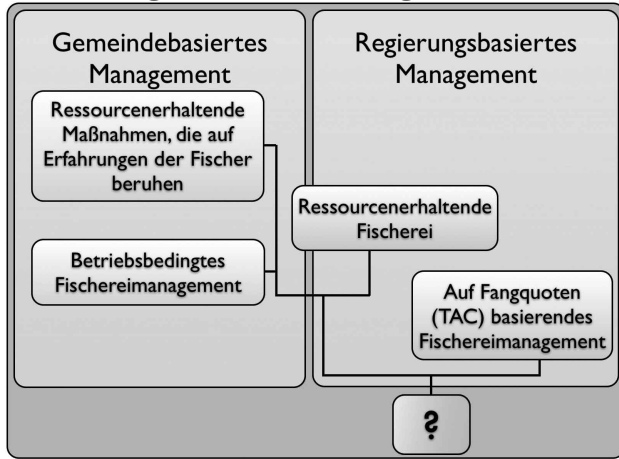 Gemeindebasiertes
Management
Regierungsbasiertes
Management
Ressourcenerhaltende
Maßnahmen, die auf
Erfahrungen der Fischer
beruhen
Ressourcenerhaltende
Fischerei
Betriebsbedingtes
Fischereimanagement
Auf Fangquoten
(TAC) basierendes
Fischereimanagement
?